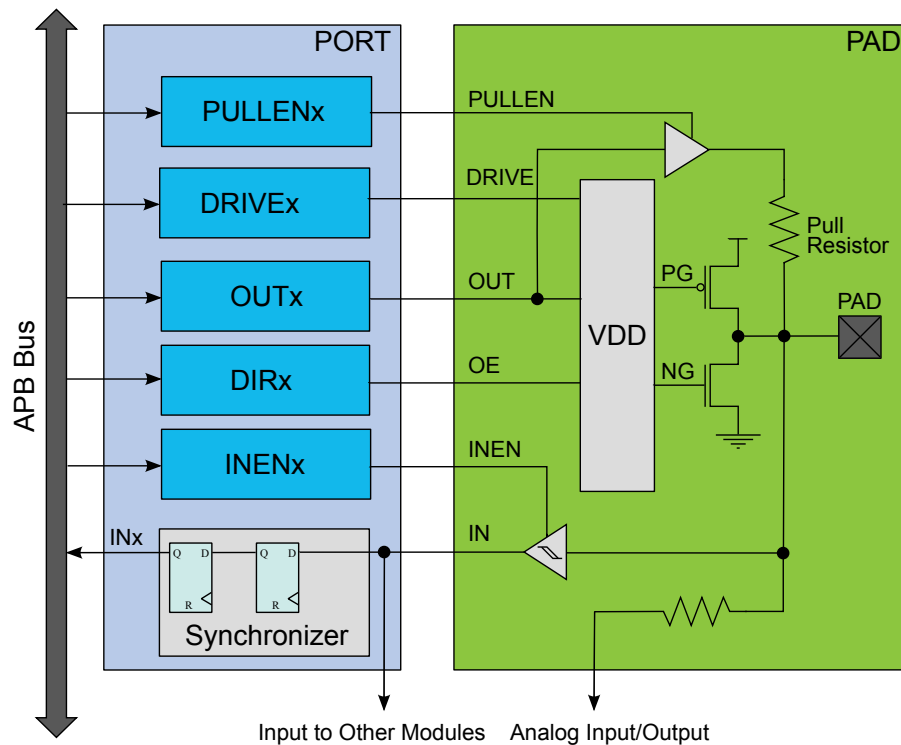 PORT
PAD
PULLENx
PULLEN
DRIVEx
DRIVE
Pull
Resistor
OUTx
OUT
PG
PAD
VDD
APB Bus
DIRx
OE
NG
INENx
INEN
INx
IN
Q D
Q D
R
R
Synchronizer
Input to Other Modules
Analog Input/Output